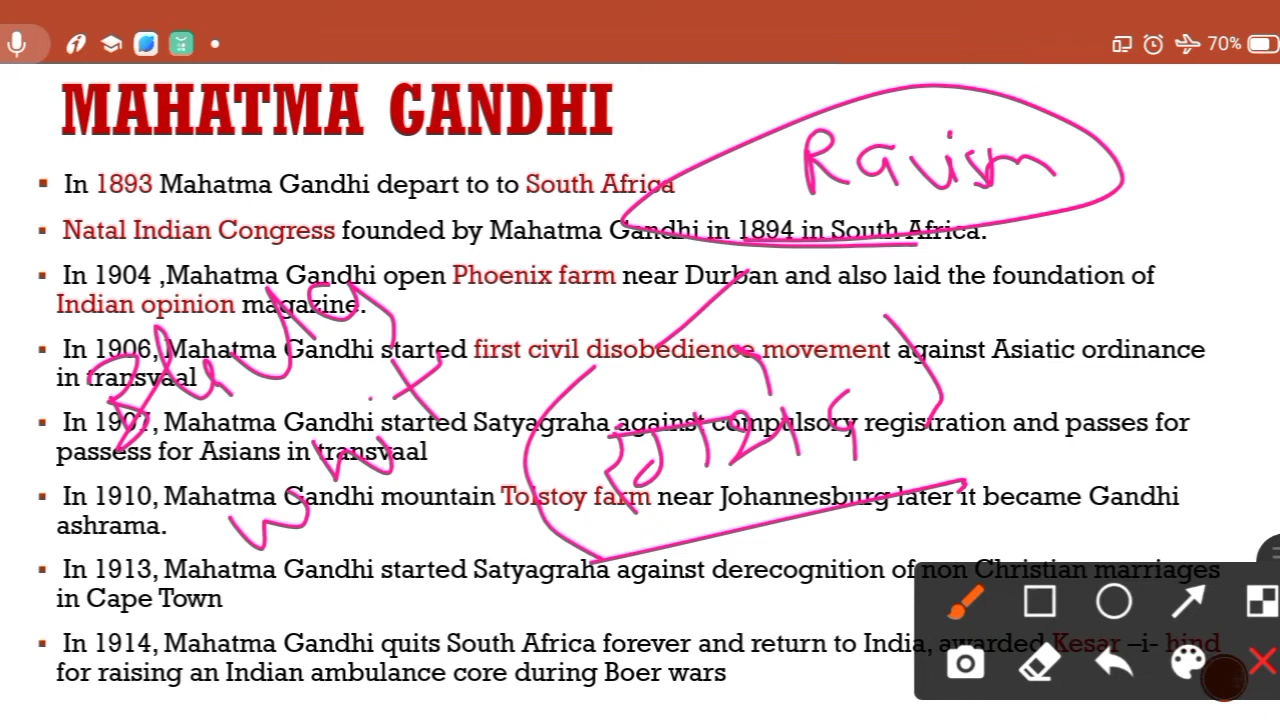 70%
MAHATMA GANDHI
Ravism
In 1893 Mahatma Gandhi depart to to South Africa
Natal Indian Congress founded by Mahatma Gandhi in 1894 in South Africa.
In 1904 ,Mahatma Gandhi open Phoenix farm near Durban and also laid the foundation of
Indian opinion magazine.
In 1906, Mahatma Gandhi started first civil disobedience movement against Asiatic ordinance
in transvaal
In 1907, Mahatma Gandhi started Satyagraha against compulsory registration and passes for
passess for Asians in transvaal
In 1910, Mahatma Gandhi mountain Tolstoy farm near Johannesburg later it became Gandhi
ashrama.
In 1913, Mahatma Gandhi started Satyagraha against derecognition of non Christian marriages
in Cape Town
In 1914, Mahatma Gandhi quits South Africa forever and return to India, awarded Kesar –i- hind
for raising an Indian ambulance core during Boer wars